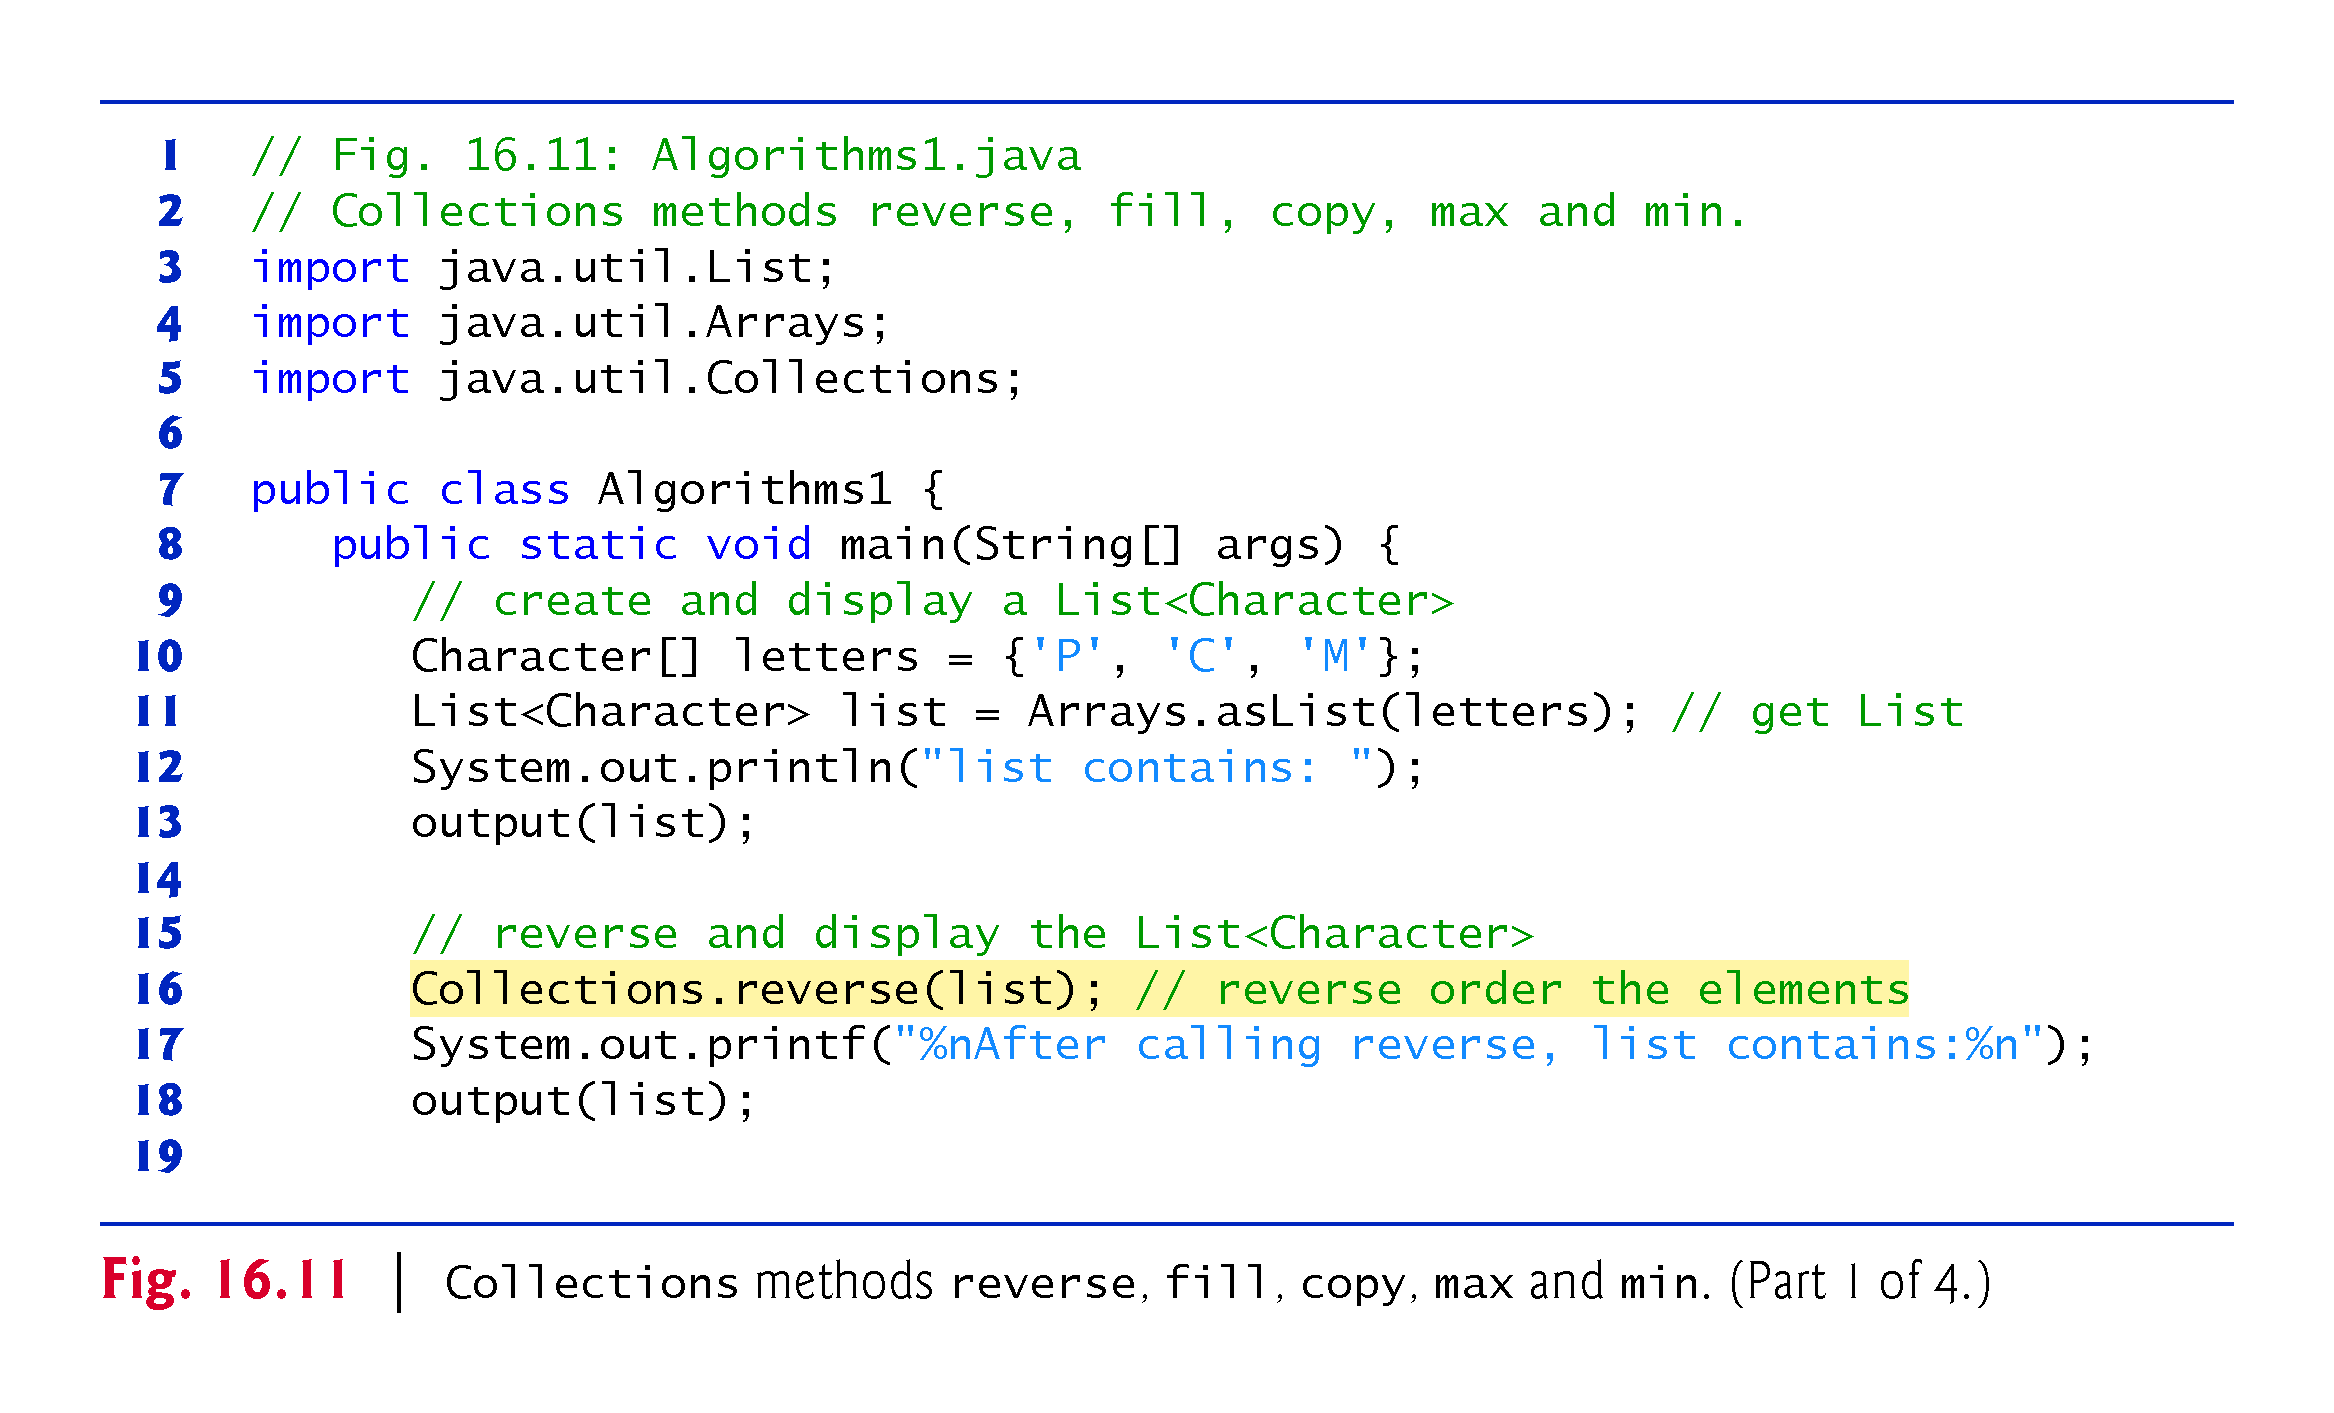 1 // Fig. 16.11: Algorithms1.java
2 // Collections methods reverse, fill, copy, max and min.
3 import java.util.List;
4 import java.util.Arrays;
5 import java.util.Collections;
6
7 public class Algorithms1 {
8    public static void main(String[] args) {
9       // create and display a List<Character>
10       Character[] letters = {'P', 'C', 'M'};
11       List<Character> list = Arrays.asList(letters); // get List
12       System.out.println("list contains: ");
13       output(list);
14
15       // reverse and display the List<Character>
16       Collections.reverse(list); // reverse order the elements
17       System.out.printf("%nAfter calling reverse, list contains:%n");
18       output(list);
19
Fig. 16.11 | Collections methods reverse, fill, copy, max and min. (Part 1 of 4.)